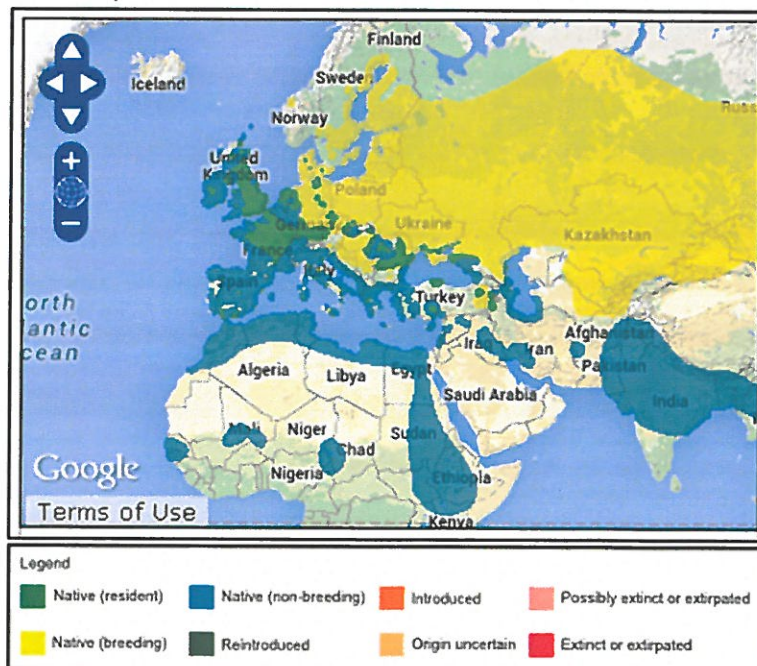 Finland
Sweden
Iceland
Norway
Russ
United
Kingdom
Poland
German
Ukraine
Kazakhstan
France
Italy
Spain
orth
antic
cean
Turkey
Afghanistan
Iraq
Iran
Pakistan
Algeria
Libya
Egypt
Saudi Arabia
India
Mali
Niger
Chad
Sudan
Nigeria
Ethiopia
Kenya
Google
Terms of Use
Legend
Native (resident)
Native (non-breeding)
Introduced
Possibly extinct or extirpated
Native (breeding)
Reintroduced
Origin uncertain
Extinct or extirpated